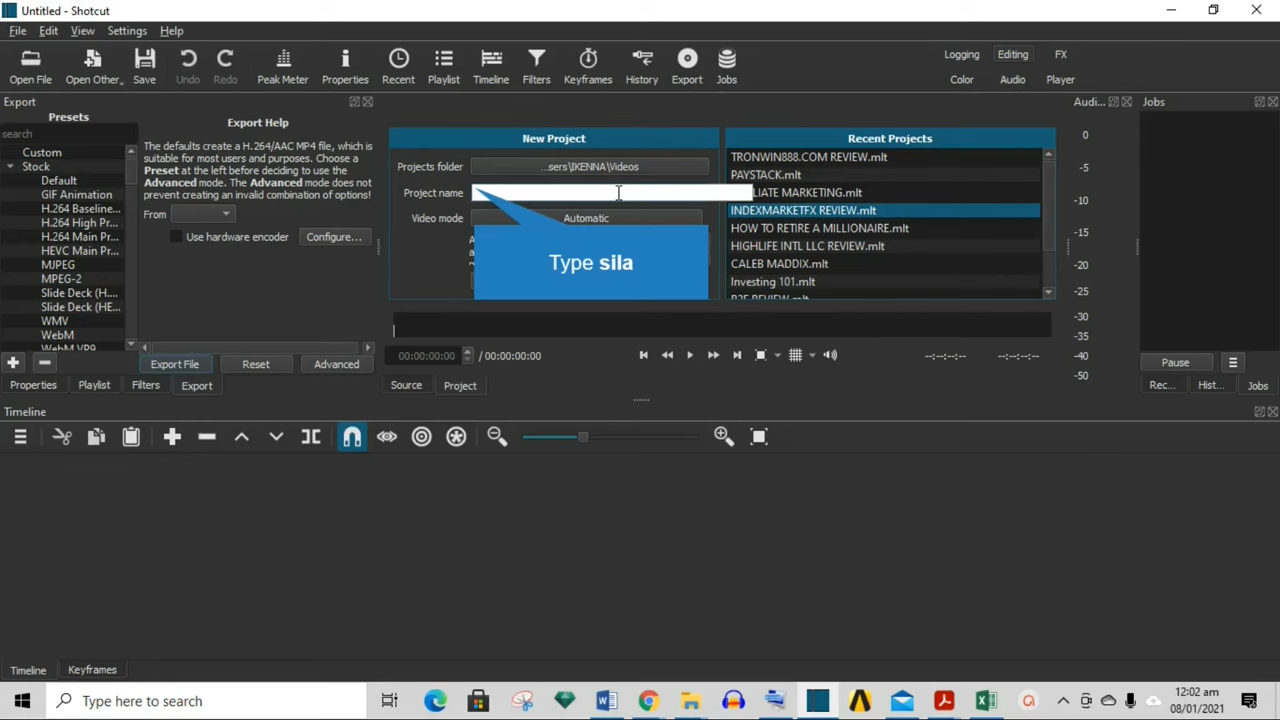 Untitled - Shotcut
File Edit View Settings Help
Open File Open Other.. Save Undo Redo Peak Meter Properties Recent Playlist Timeline Filters Keyframes History Export Jobs
Logging Editing FX
Color Audio Player
Export
Presets
search
Custom
Stock
Default
GIF Animation
H.264 Baseline...
H.264 High Pr...
H.264 Main Pr...
HEVC Main Pr...
MJPEG
MPEG-2
Slide Deck (H....
Slide Deck (HE...
WMV
WebM
WebM VP9
Export Help
The defaults create a H.264/AAC MP4 file, which is
suitable for most users and purposes. Choose a
Preset at the left before deciding to use the
Advanced mode. The Advanced mode does not
prevent creating an invalid combination of options!
From
Use hardware encoder Configure...
Export File Reset Advanced
Properties Playlist Filters Export
New Project
Projects folder ...sers\IKENNA\Videos
Project name
Video mode Automatic
Type sila
Recent Projects
TRONWIN888.COM REVIEW.mlt
PAYSTACK.mlt
LIATE MARKETING.mlt
INDEXMARKETFX REVIEW.mlt
HOW TO RETIRE A MILLIONAIRE.mlt
HIGHLIFE INTL LLC REVIEW.mlt
CALEB MADDIX.mlt
Investing 101.mlt
00:00:00:00 / 00:00:00:00
--:--:--:-- --:--:--:--
Source Project
Audi...
0
-5
-10
-15
-20
-25
-30
-35
-40
-50
Jobs
Pause
Rec... Hist... Jobs
Timeline
Timeline Keyframes
Type here to search
12:02 am
08/01/2021